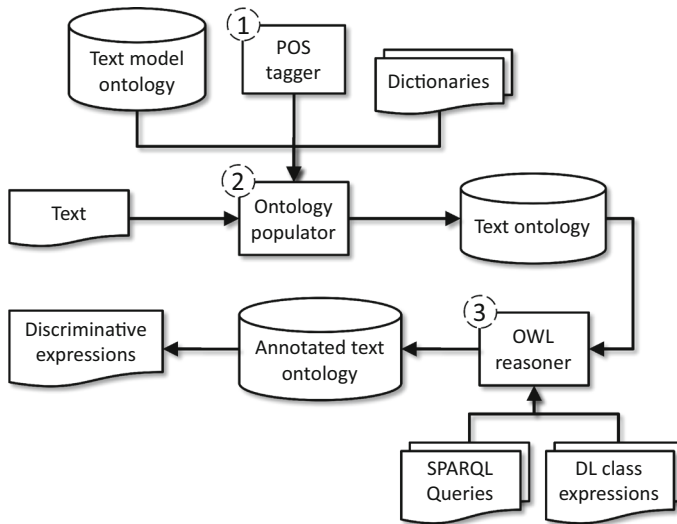 1
Text model
ontology
POS
tagger
Dictionaries
2
Text
Ontology
populator
Text ontology
3
Discriminative
expressions
Annotated text
ontology
OWL
reasoner
SPARQL
Queries
DL class
expressions